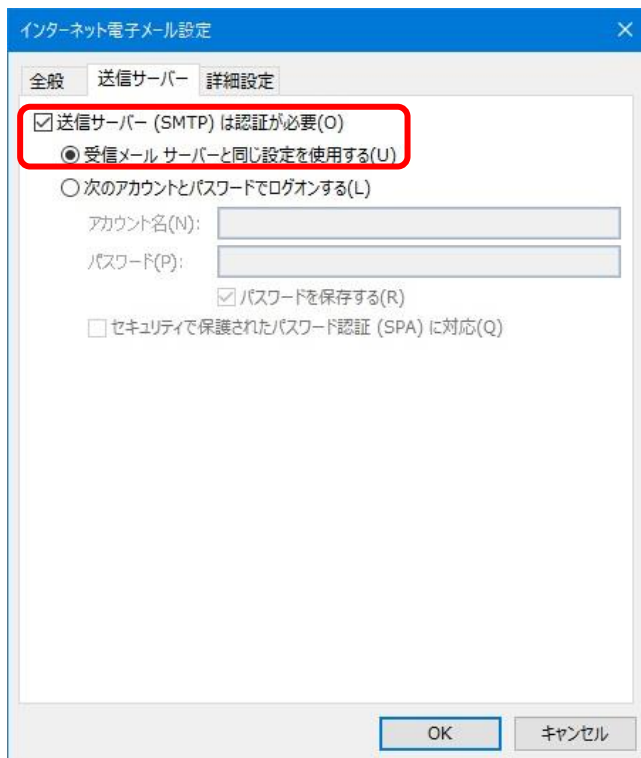 インターネット電子メール設定
全般 送信サーバー 詳細設定
送信サーバー (SMTP) は認証が必要(O)
受信メール サーバーと同じ設定を使用する(U)
次のアカウントとパスワードでログオンする(L)
アカウント名(N):
パスワード(P):
パスワードを保存する(R)
セキュリティで保護されたパスワード認証 (SPA) に対応(Q)
OK キャンセル